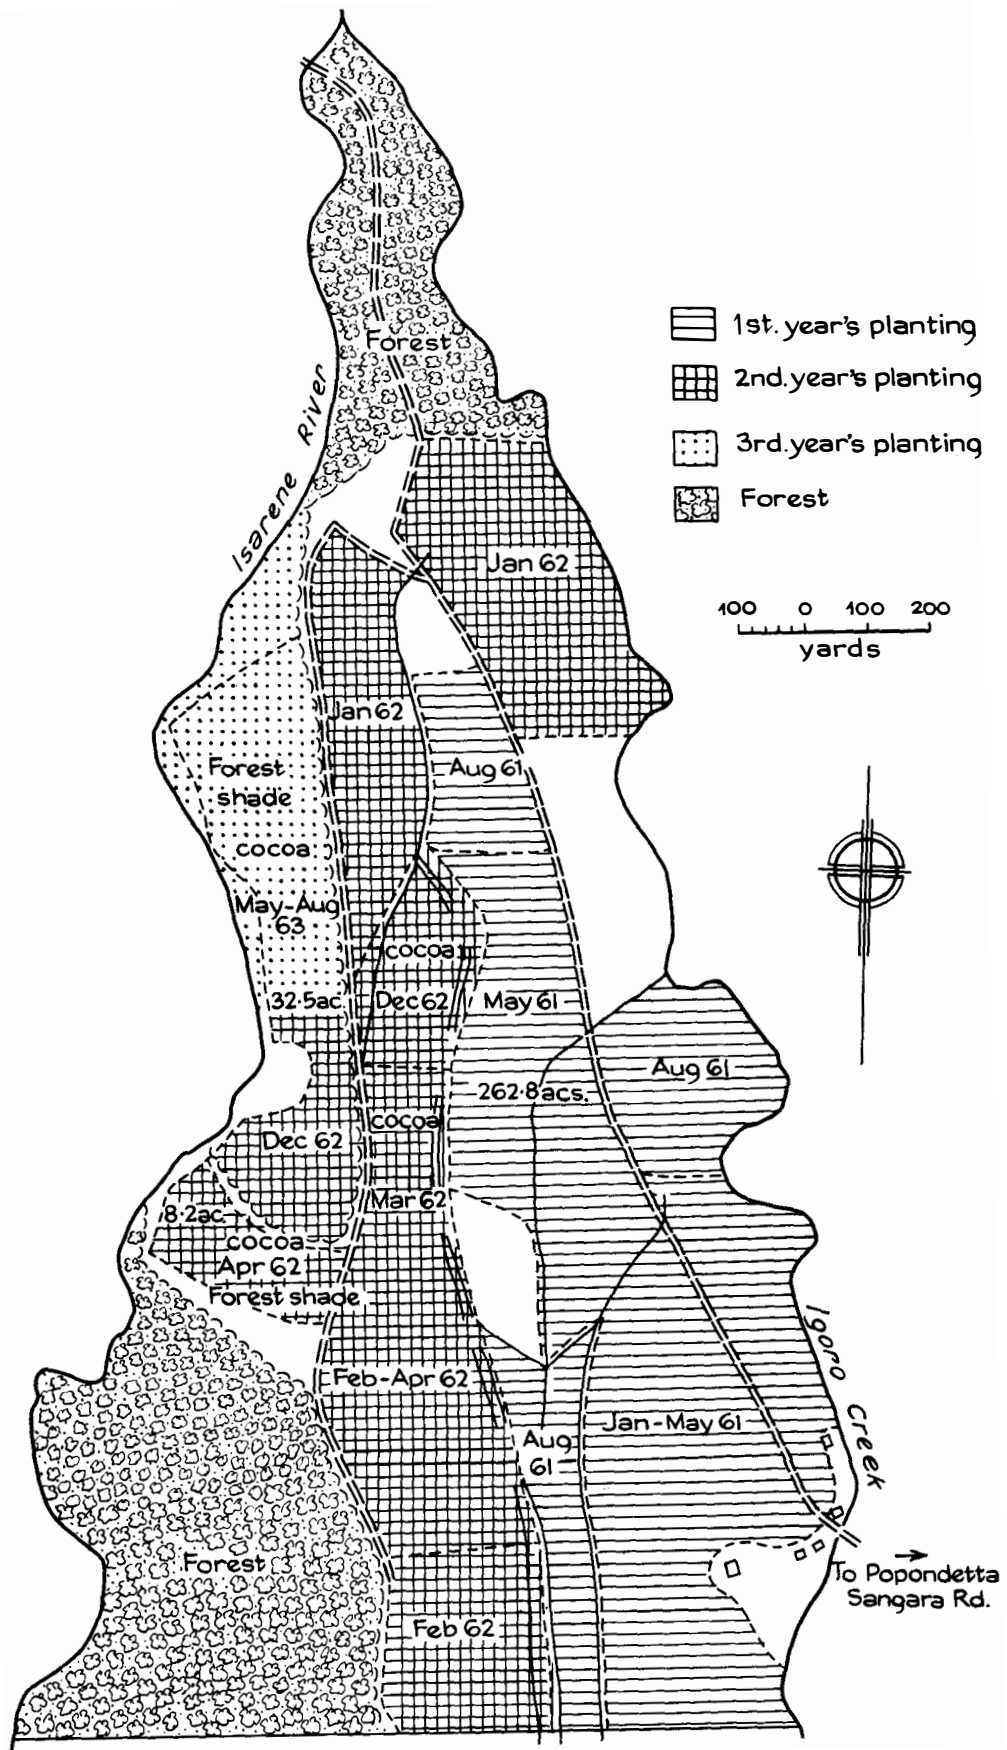 Forest
Isarene River
1st. year's planting
2nd. year's planting
3rd. year's planting
Forest
100 0 100 200
yards
Jan 62
Jan 62
Aug 61
Forest
shade
cocoa
May-Aug
63
32·5ac
cocoa
Dec 62
May 61
262·8acs.
Aug 61
cocoa
Mar 62
Dec 62
8·2ac.
cocoa
Apr 62
Forest shade
Feb-Apr 62
Aug
61
Jan-May 61
Igoro Creek
Forest
Feb 62
To Popondetta
Sangara Rd.